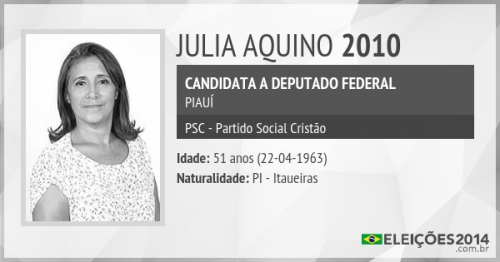 JULIA AQUINO 2010
CANDIDATA A DEPUTADO FEDERAL
PIAUÍ
PSC - Partido Social Cristão
Idade: 51 anos (22-04-1963)
Naturalidade: PI - Itaueiras
ELEIÇÕES2014
.com.br